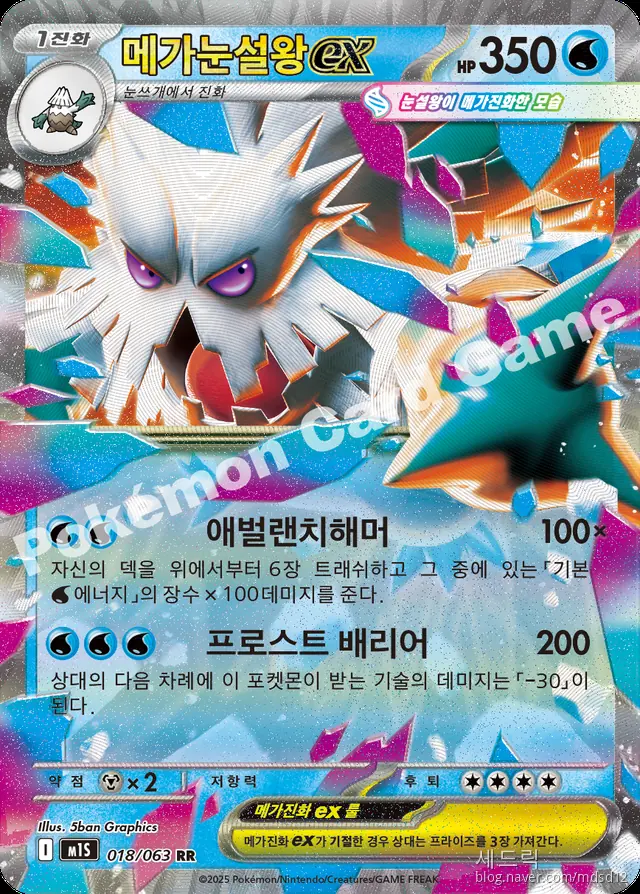 1진화
메가눈설왕ex
HP 350
눈쓰개에서 진화
눈설왕이 메가진화한 모습
Pokémon Card Game
애벌랜치해머 100×
자신의 덱을 위에서부터 6장 트래쉬하고 그 중에 있는 「기본
에너지」의 장수 × 100데미지를 준다.
프로스트 배리어 200
상대의 다음 차례에 이 포켓몬이 받는 기술의 데미지는 「-30」이
된다.
약점 ×2 저항력 후퇴
메가진화 ex 룰
메가진화 ex가 기절한 경우 상대는 프라이즈를 3장 가져간다.
Illus. 5ban Graphics
I M1S 018/063 RR
©2025 Pokémon/Nintendo/Creatures/GAME FREAK
세드릭
blog.naver.com/mdsd12